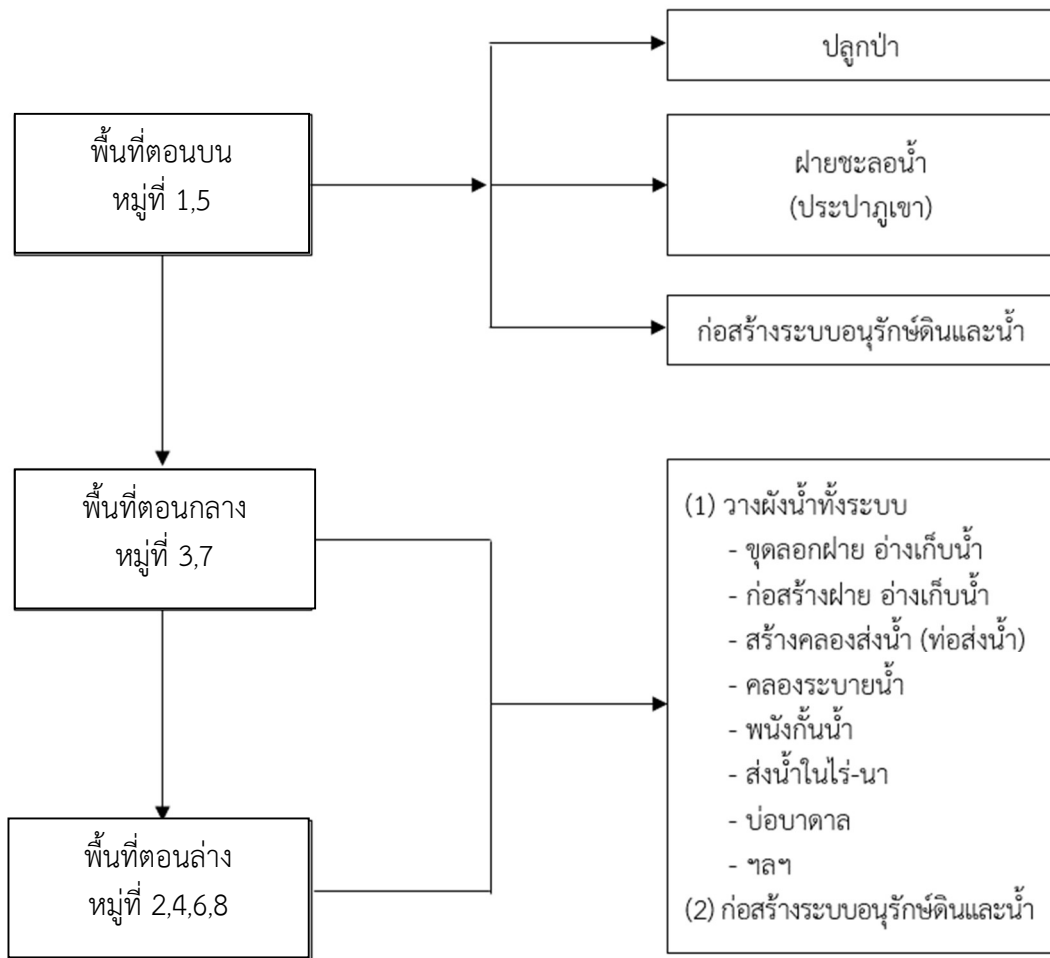 ปลูกป่า
พื้นที่ตอนบน
หมู่ที่ 1,5
ฝายชะลอน้ำ
(ประปาภูเขา)
ก่อสร้างระบบอนุรักษ์ดินและน้ำ
พื้นที่ตอนกลาง
หมู่ที่ 3,7
(1) วางผังน้ำทั้งระบบ
- ขุดลอกฝาย อ่างเก็บน้ำ
- ก่อสร้างฝาย อ่างเก็บน้ำ
- สร้างคลองส่งน้ำ (ท่อส่งน้ำ)
- คลองระบายน้ำ
- พนังกั้นน้ำ
- ส่งน้ำในไร่-นา
- บ่อบาดาล
- ฯลฯ
(2) ก่อสร้างระบบอนุรักษ์ดินและน้ำ
พื้นที่ตอนล่าง
หมู่ที่ 2,4,6,8